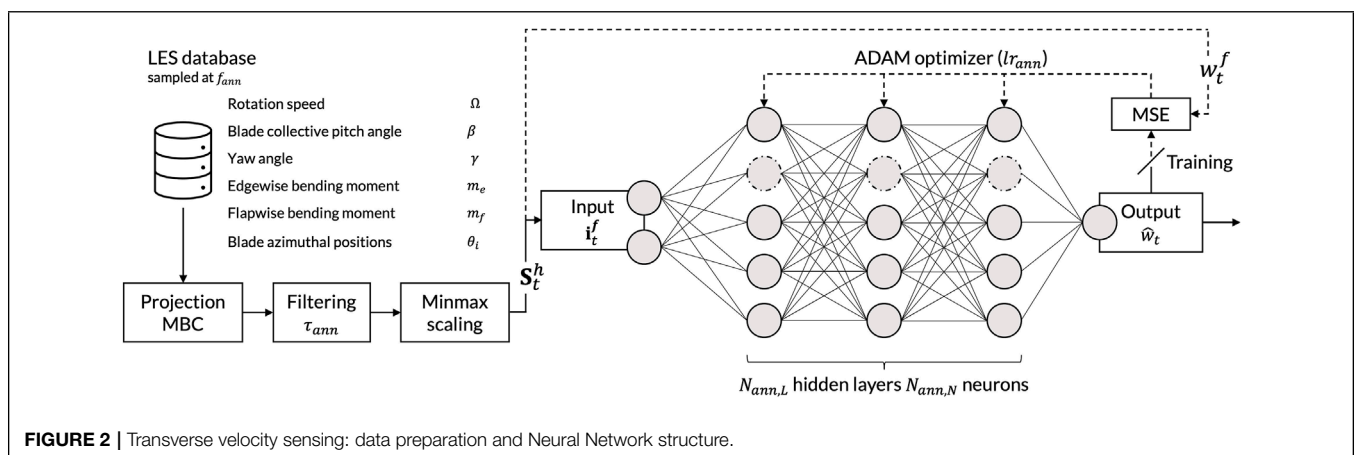 LES database
sampled at f_ann
Rotation speed Ω
Blade collective pitch angle β
Yaw angle γ
Edgewise bending moment m_e
Flapwise bending moment m_f
Blade azimuthal positions θ_i
Projection
MBC
Filtering
τ_ann
Minmax
scaling
S_t^h
Input
i_t^f
ADAM optimizer (lr_ann)
w_t^f
MSE
Training
Output
ŵ_t
N_ann,L hidden layers N_ann,N neurons
FIGURE 2 | Transverse velocity sensing: data preparation and Neural Network structure.